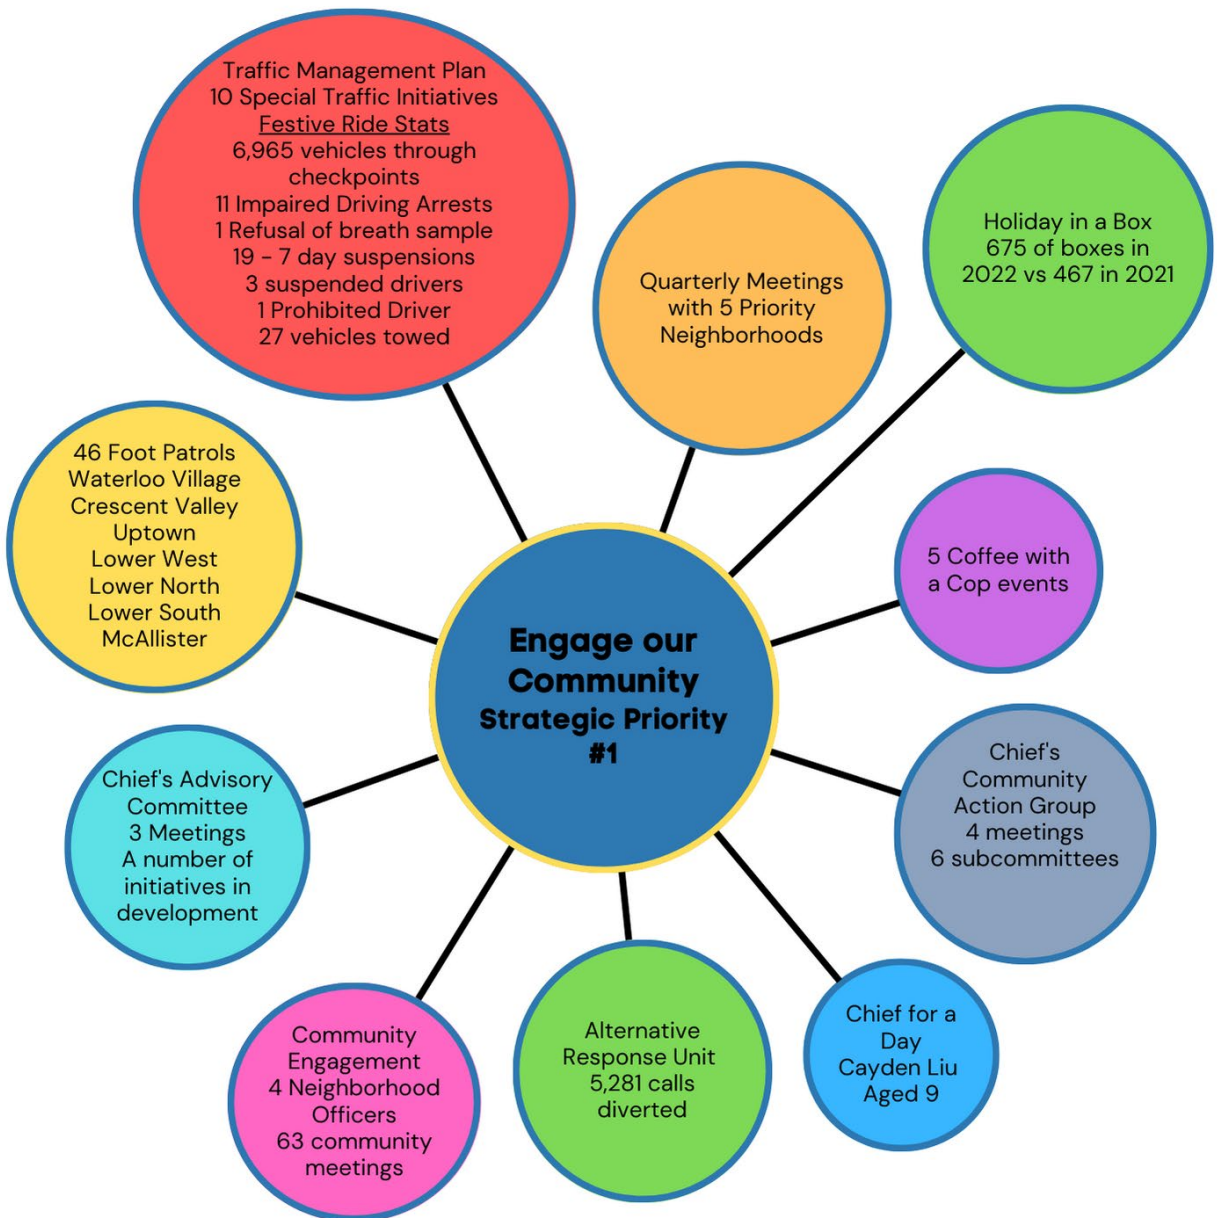 Traffic Management Plan
10 Special Traffic Initiatives
Festive Ride Stats
6,965 vehicles through
checkpoints
11 Impaired Driving Arrests
1 Refusal of breath sample
19 - 7 day suspensions
3 suspended drivers
1 Prohibited Driver
27 vehicles towed
Quarterly Meetings
with 5 Priority
Neighborhoods
Holiday in a Box
675 of boxes in
2022 vs 467 in 2021
46 Foot Patrols
Waterloo Village
Crescent Valley
Uptown
Lower West
Lower North
Lower South
McAllister
5 Coffee with
a Cop events
Engage our
Community
Strategic Priority
#1
Chief's Advisory
Committee
3 Meetings
A number of
initiatives in
development
Chief's
Community
Action Group
4 meetings
6 subcommittees
Community
Engagement
4 Neighborhood
Officers
63 community
meetings
Alternative
Response Unit
5,281 calls
diverted
Chief for a
Day
Cayden Liu
Aged 9